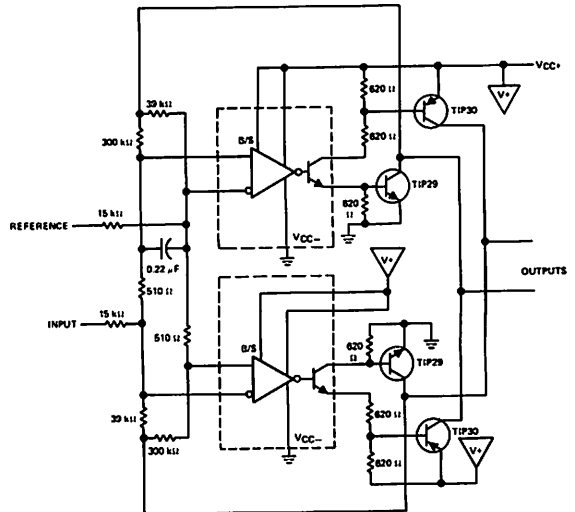 VCC+
V+
39 kΩ
620 Ω
TIP30
300 kΩ
620 Ω
B/S
TIP29
620
Ω
REFERENCE
15 kΩ
VCC−
V+
0.22 μF
OUTPUTS
510 Ω
INPUT
15 kΩ
510 Ω
B/S
620
Ω
TIP29
39 kΩ
620 Ω
TIP30
V+
VCC−
300 kΩ
620 Ω